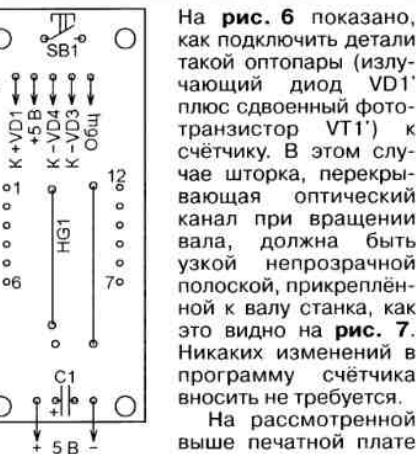 SB1
К +VD1
+5 В
К –VD4
К –VD3
Общ
1
12
HG1
6
7
C1
+
+ 5 В –
На рис. 6 показано,
как подключить детали
такой оптопары (излу-
чающий диод VD1'
плюс сдвоенный фото-
транзистор VT1') к
счётчику. В этом слу-
чае шторка, перекры-
вающая оптический
канал при вращении
вала, должна быть
узкой непрозрачной
полоской, прикреплён-
ной к валу станка, как
это видно на рис. 7.
Никаких изменений в
программу счётчика
вносить не требуется.
На рассмотренной
выше печатной плате